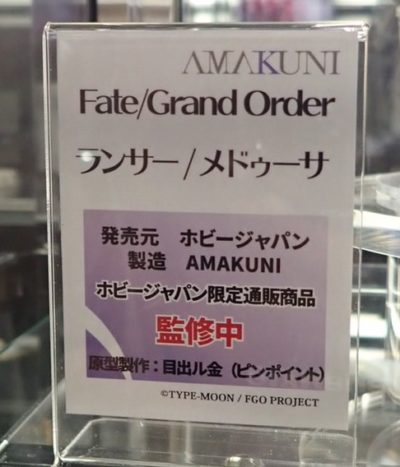 AMAKUNI
Fate/Grand Order
ランサー/メドゥーサ
発売元 ホビージャパン
製造 AMAKUNI
ホビージャパン限定通販商品
監修中
原型製作：目出ル金（ピンポイント）
©TYPE-MOON / FGO PROJECT